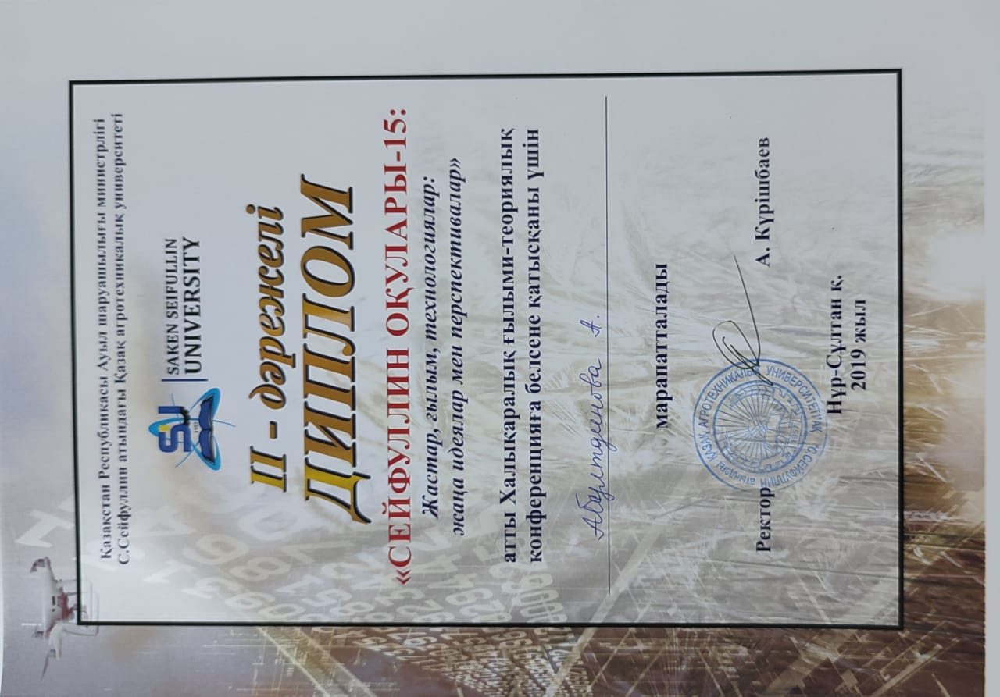 Қазақстан Республикасы Ауыл шаруашылығы министрлігі
С.Сейфуллин атындағы Қазақ агротехникалық университеті
SAKEN SEIFULLIN
UNIVERSITY
II - дәрежелі
ДИПЛОМ
«СЕЙФУЛЛИН ОҚУЛАРЫ-15:
Жастар, ғылым, технологиялар:
жаңа идеялар мен перспективалар»
атты Халықаралық ғылыми-теориялық
конференцияға белсене қатысқаны үшін
А.
марапатталады
Ректор А. Күрішбаев
ҚАЗАҚ АГРОТЕХНИКАЛЫҚ УНИВЕРСИТЕТІ
С.СЕЙФУЛЛИН атындағы
Нұр-Сұлтан қ.
2019 жыл